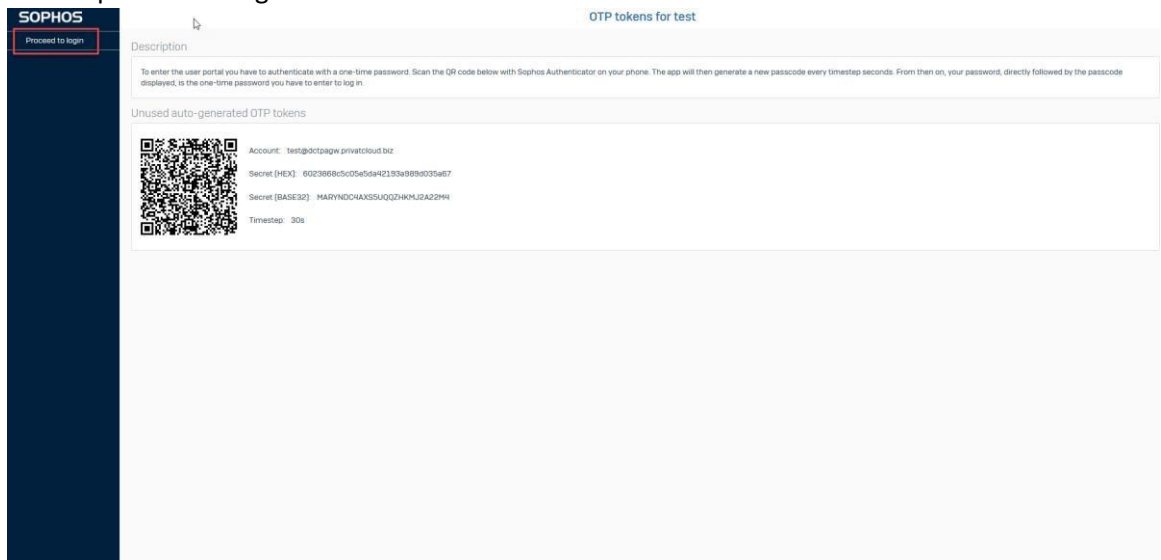 SOPHOS
OTP tokens for test
Proceed to login
Description
To enter the user portal you have to authenticate with a one-time password. Scan the QR code below with Sophos Authenticator on your phone. The app will then generate a new passcode every timestep seconds. From then on, your password, directly followed by the passcode
displayed, is the one-time password you have to enter to log in.
Unused auto-generated OTP tokens
Account: test@dctpagw.privatcloud.biz
Secret (HEX):
Secret (BASE32):
Timestep: 30s